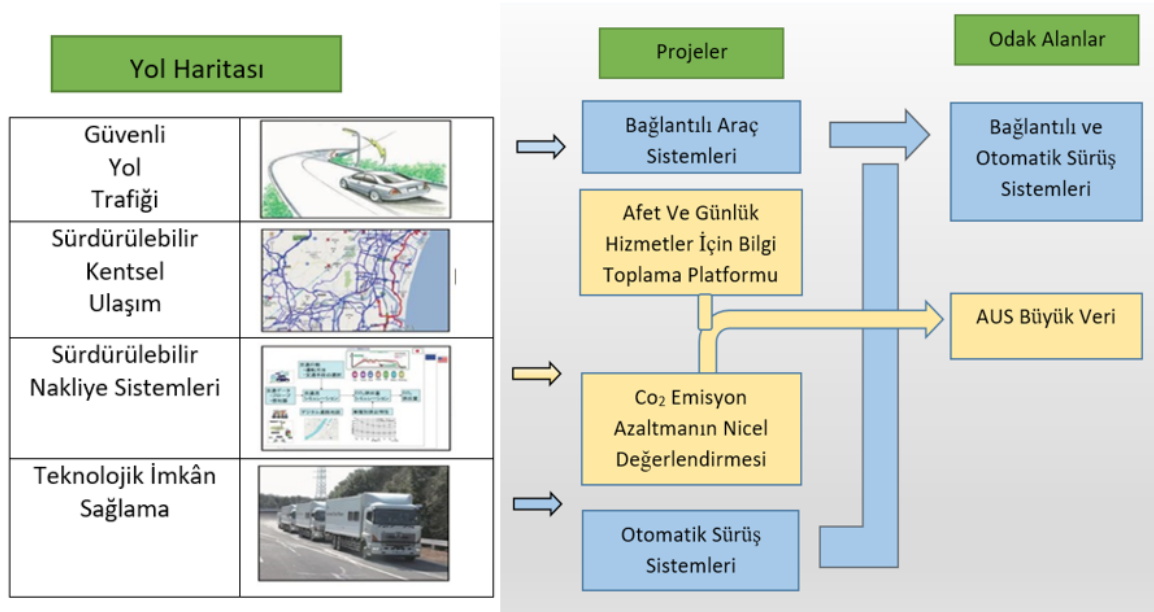 Yol Haritası
Güvenli
Yol
Trafiği
Sürdürülebilir
Kentsel
Ulaşım
Sürdürülebilir
Nakliye Sistemleri
Teknolojik İmkân
Sağlama
Projeler
Bağlantılı Araç
Sistemleri
Afet Ve Günlük
Hizmetler İçin Bilgi
Toplama Platformu
Co₂ Emisyon
Azaltmanın Nicel
Değerlendirmesi
Otomatik Sürüş
Sistemleri
Odak Alanlar
Bağlantılı ve
Otomatik Sürüş
Sistemleri
AUS Büyük Veri